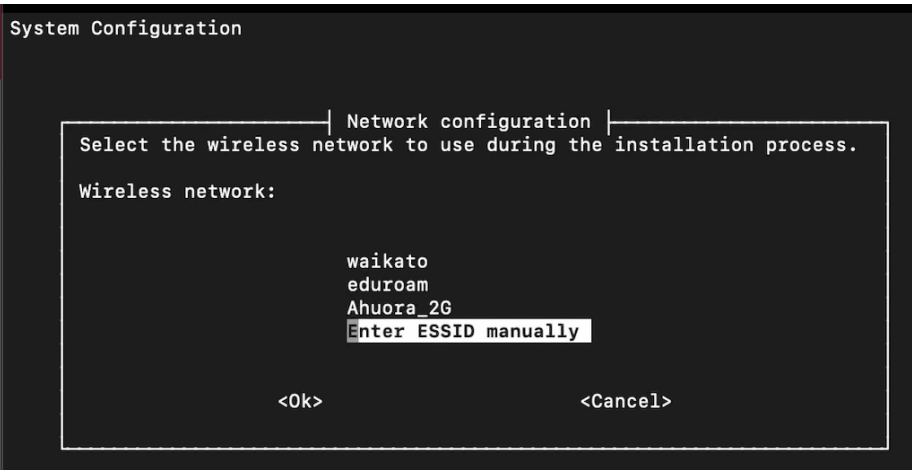 System Configuration
Network configuration
Select the wireless network to use during the installation process.
Wireless network:
waikato
eduroam
Ahuora_2G
Enter ESSID manually
<Ok> <Cancel>